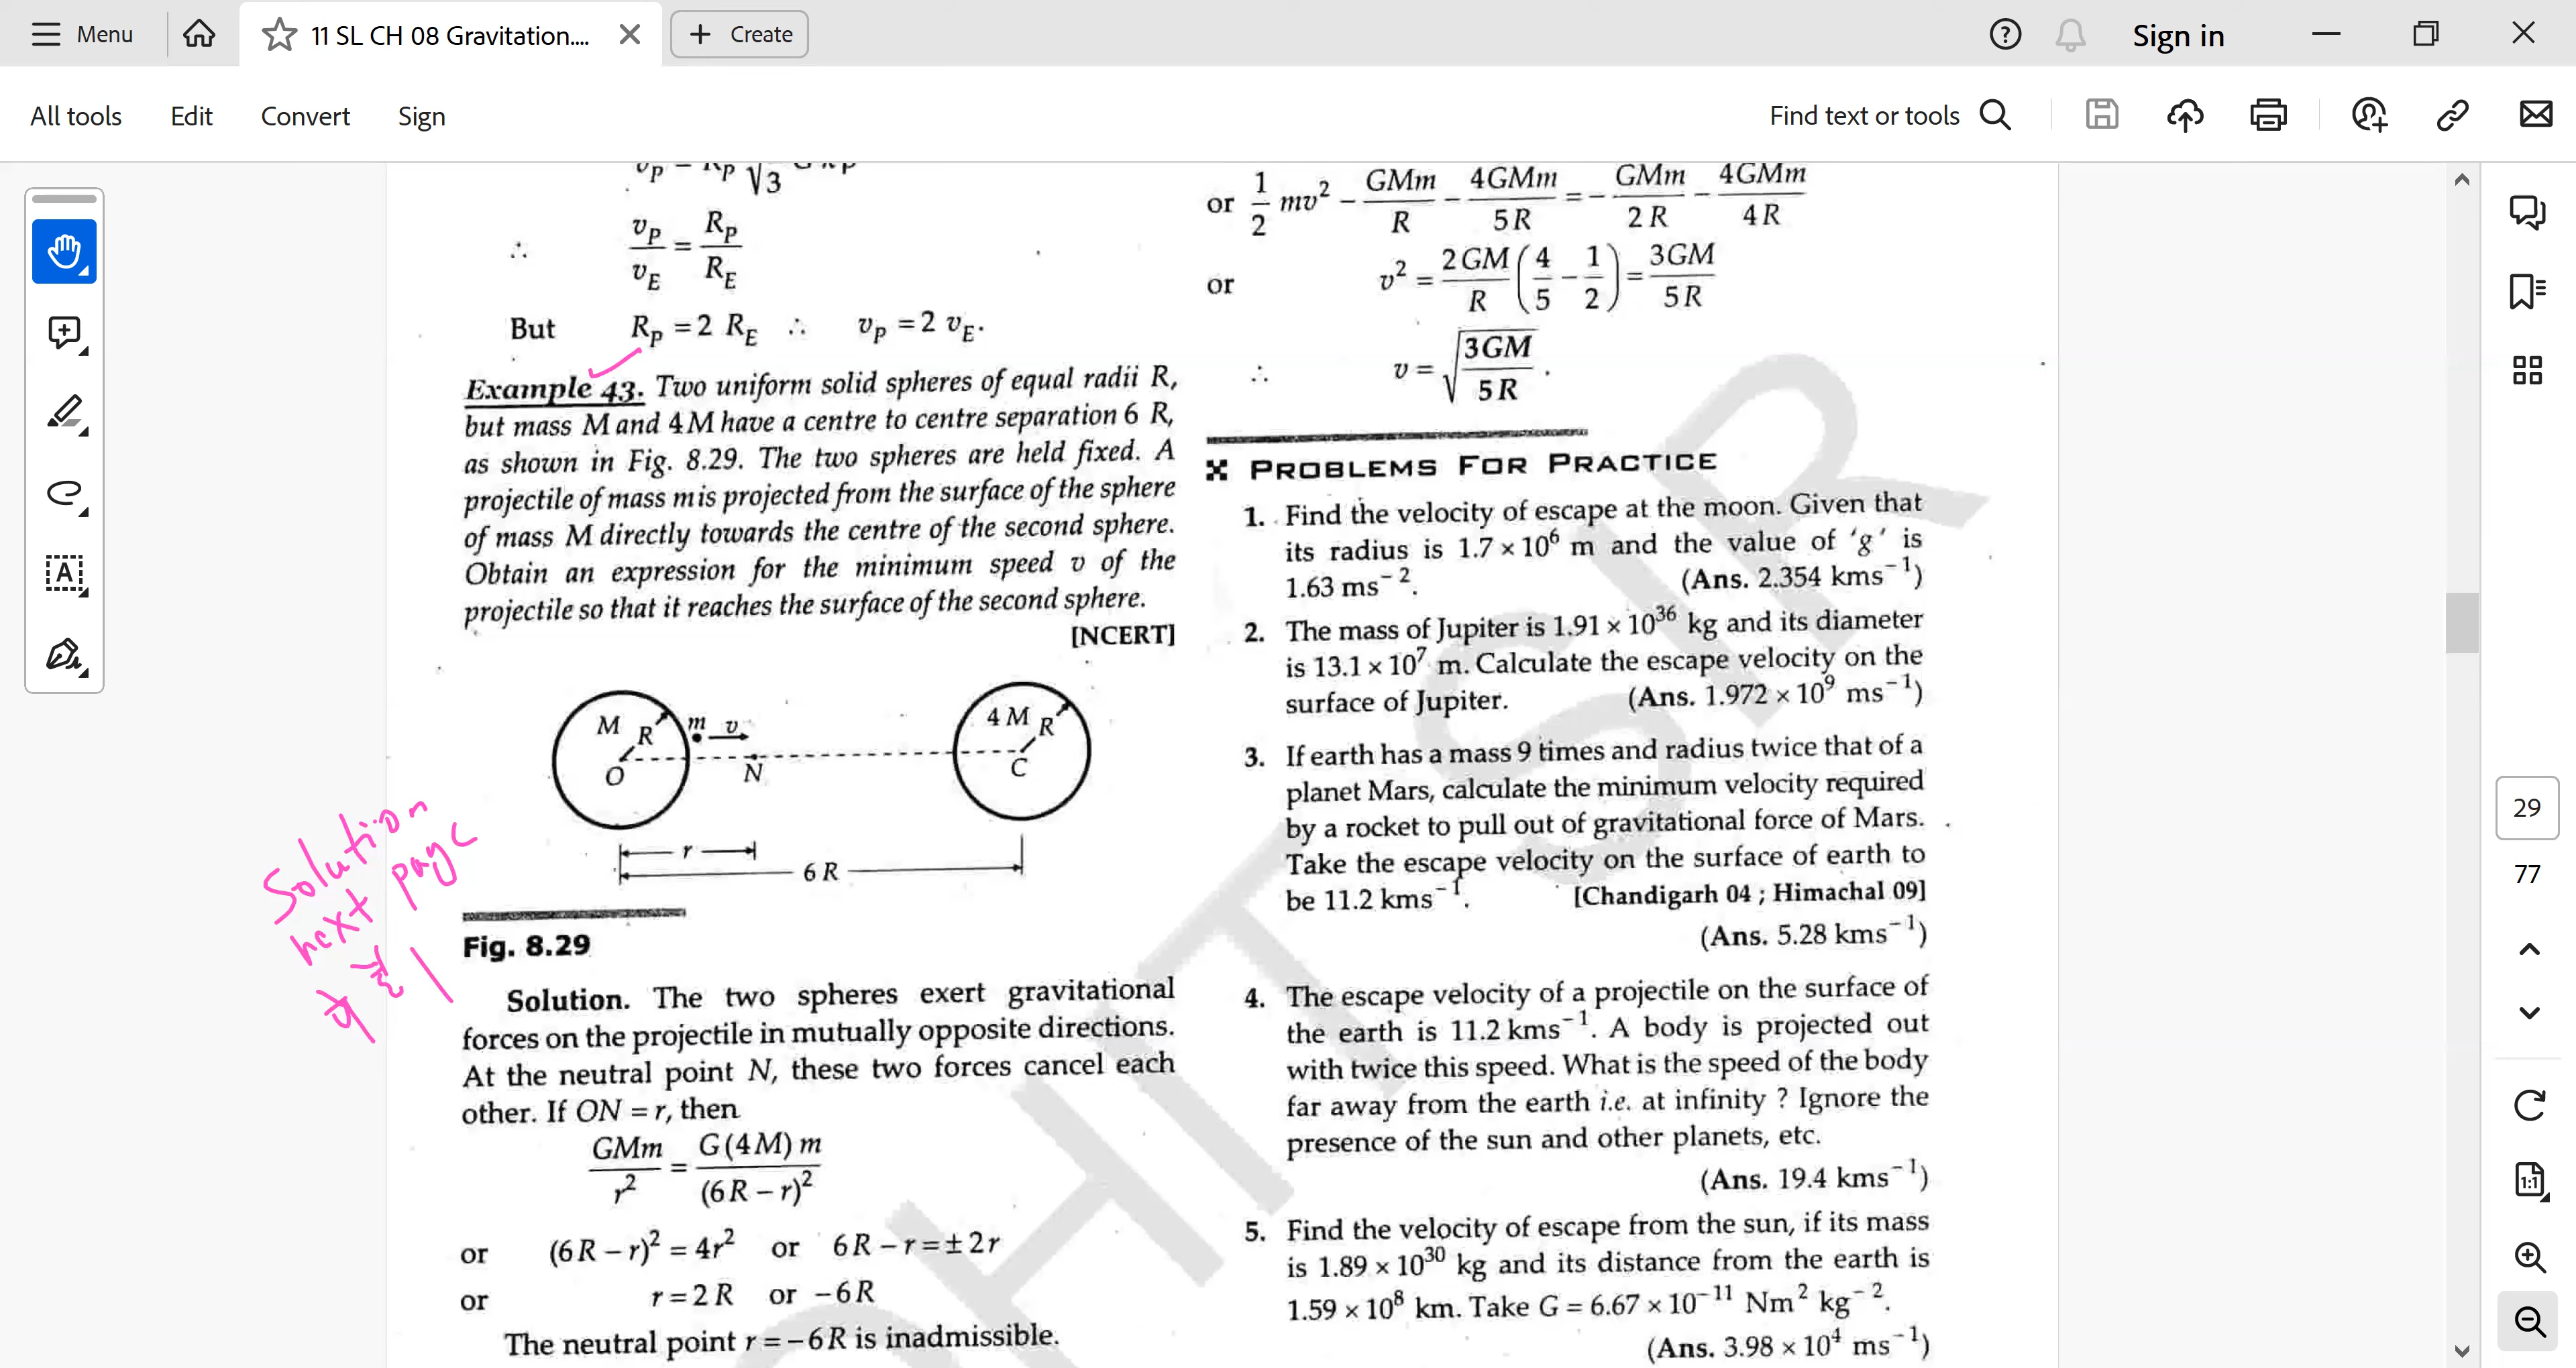 Menu
11 SL CH 08 Gravitation....
Create
Sign in
All tools
Edit
Convert
Sign
Find text or tools
∴ v_P / v_E = R_P / R_E
But R_P = 2 R_E ∴ v_P = 2 v_E.
Example 43. Two uniform solid spheres of equal radii R,
but mass M and 4M have a centre to centre separation 6 R,
as shown in Fig. 8.29. The two spheres are held fixed. A
projectile of mass m is projected from the surface of the sphere
of mass M directly towards the centre of the second sphere.
Obtain an expression for the minimum speed v of the
projectile so that it reaches the surface of the second sphere.
[NCERT]
M R m v 4 M R
O N C
r
6 R
Solution
next page
Fig. 8.29
Solution. The two spheres exert gravitational
forces on the projectile in mutually opposite directions.
At the neutral point N, these two forces cancel each
other. If ON = r, then
GMm / r² = G (4M) m / (6R − r)²
or (6R − r)² = 4r² or 6R − r = ± 2r
or r = 2R or − 6R
The neutral point r = − 6R is inadmissible.
or 1/2 mv² − GMm / R − 4GMm / 5R = − GMm / 2R − 4GMm / 4R
or v² = 2GM / R (4/5 − 1/2) = 3GM / 5R
∴ v = √(3GM / 5R) .
PROBLEMS FOR PRACTICE
1. Find the velocity of escape at the moon. Given that
its radius is 1.7 × 10⁶ m and the value of ‘g’ is
1.63 ms⁻². (Ans. 2.354 kms⁻¹)
2. The mass of Jupiter is 1.91 × 10³⁶ kg and its diameter
is 13.1 × 10⁷ m. Calculate the escape velocity on the
surface of Jupiter. (Ans. 1.972 × 10⁹ ms⁻¹)
3. If earth has a mass 9 times and radius twice that of a
planet Mars, calculate the minimum velocity required
by a rocket to pull out of gravitational force of Mars.
Take the escape velocity on the surface of earth to
be 11.2 kms⁻¹. [Chandigarh 04 ; Himachal 09]
(Ans. 5.28 kms⁻¹)
4. The escape velocity of a projectile on the surface of
the earth is 11.2 kms⁻¹. A body is projected out
with twice this speed. What is the speed of the body
far away from the earth i.e. at infinity ? Ignore the
presence of the sun and other planets, etc.
(Ans. 19.4 kms⁻¹)
5. Find the velocity of escape from the sun, if its mass
is 1.89 × 10³⁰ kg and its distance from the earth is
1.59 × 10⁸ km. Take G = 6.67 × 10⁻¹¹ Nm² kg⁻².
(Ans. 3.98 × 10⁴ ms⁻¹)
29
77
1:1